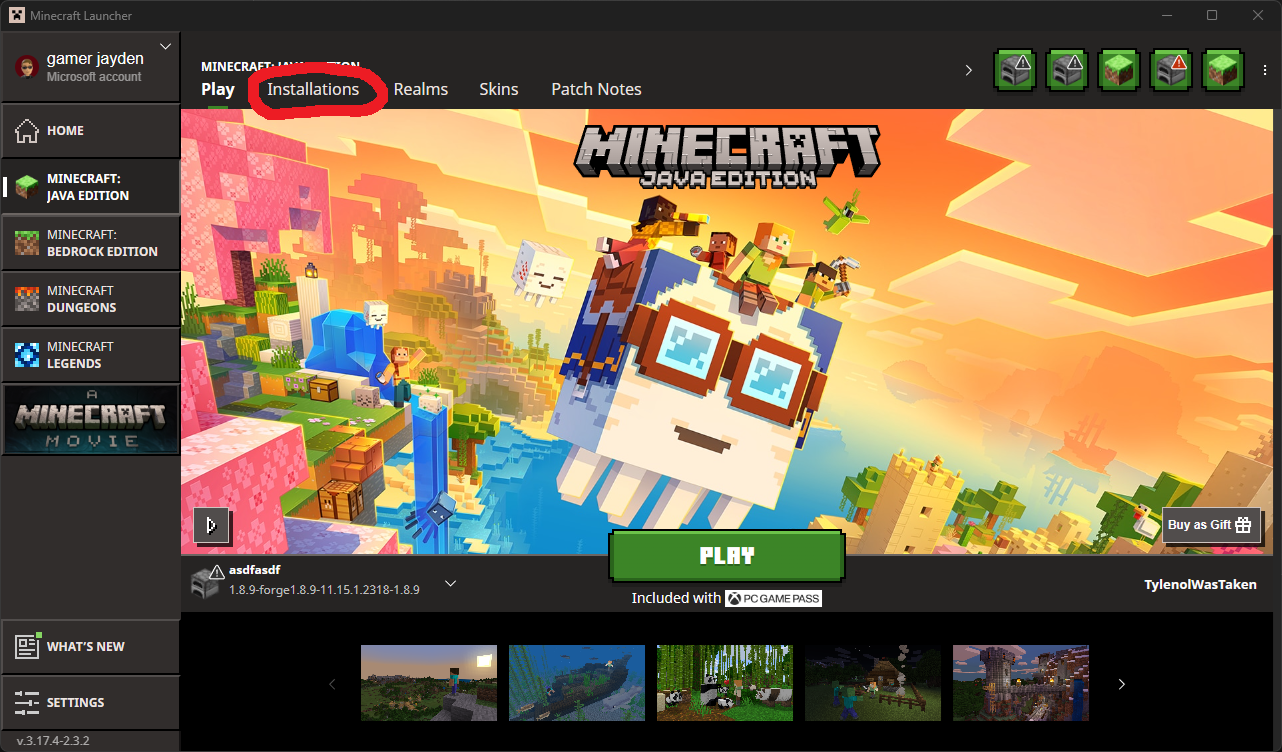 Minecraft Launcher
gamer jayden
Microsoft account
HOME
MINECRAFT:
JAVA EDITION
MINECRAFT:
BEDROCK EDITION
MINECRAFT
DUNGEONS
MINECRAFT
LEGENDS
A
MINECRAFT
MOVIE
WHAT'S NEW
SETTINGS
v.3.17.4-2.3.2
MINECRAFT: JAVA EDITION
Play Installations Realms Skins Patch Notes
MINECRAFT
JAVA EDITION
Buy as Gift
asdfasdf
1.8.9-forge1.8.9-11.15.1.2318-1.8.9
PLAY
Included with PC GAME PASS
TylenolWasTaken